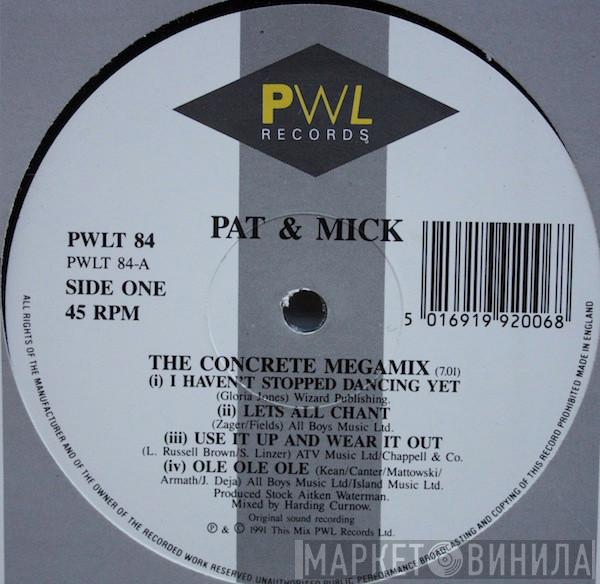 PWL
RECORDS
PAT & MICK
PWLT 84
PWLT 84-A
SIDE ONE
45 RPM
5 016919 920068
THE CONCRETE MEGAMIX (7.01)
(i) I HAVEN'T STOPPED DANCING YET
(Gloria Jones) Wizard Publishing.
(ii) LETS ALL CHANT
(Zager/Fields) All Boys Music Ltd.
(iii) USE IT UP AND WEAR IT OUT
(L. Russell Brown/S. Linzer) ATV Music Ltd/Chappell & Co.
(iv) OLE OLE OLE (Kean/Canter/Mattowski/
Armath/J. Deja) All Boys Music Ltd/Island Music Ltd.
Produced Stock Aitken Waterman.
Mixed by Harding Curnow.
Original sound recording
℗ & © 1991 This Mix PWL Records Ltd.
ALL RIGHTS OF THE MANUFACTURER AND OF THE OWNER OF THE RECORDED WORK RESERVED UNAUTHORISED PUBLIC PERFORMANCE BROADCASTING AND COPYING OF THIS RECORD PROHIBITED MADE IN ENGLAND
МАРКЕТ ВИНИЛА